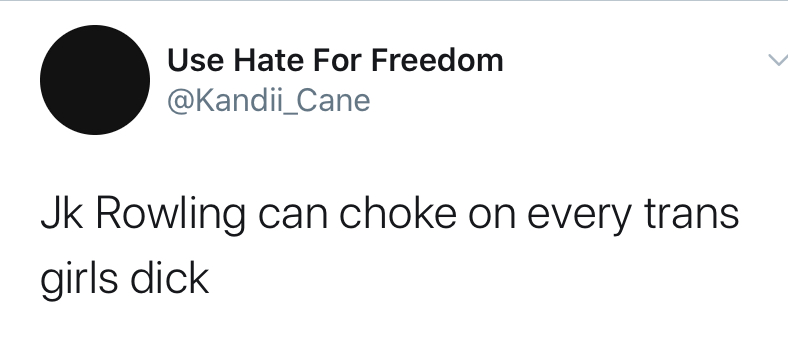 Use Hate For Freedom
@Kandii_Cane
Jk Rowling can choke on every trans
girls dick